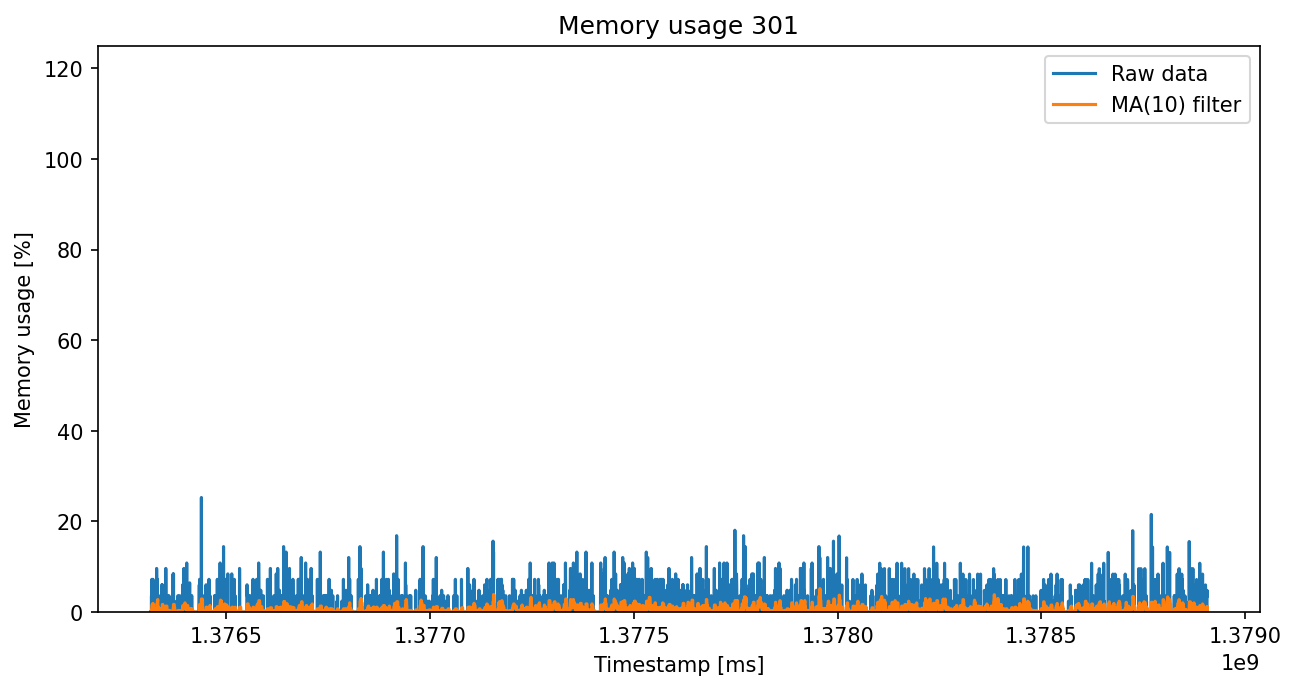 Memory usage 301
Raw data
MA(10) filter
Memory usage [%]
120
100
80
60
40
20
0
1.3765 1.3770 1.3775 1.3780 1.3785 1.3790
1e9
Timestamp [ms]